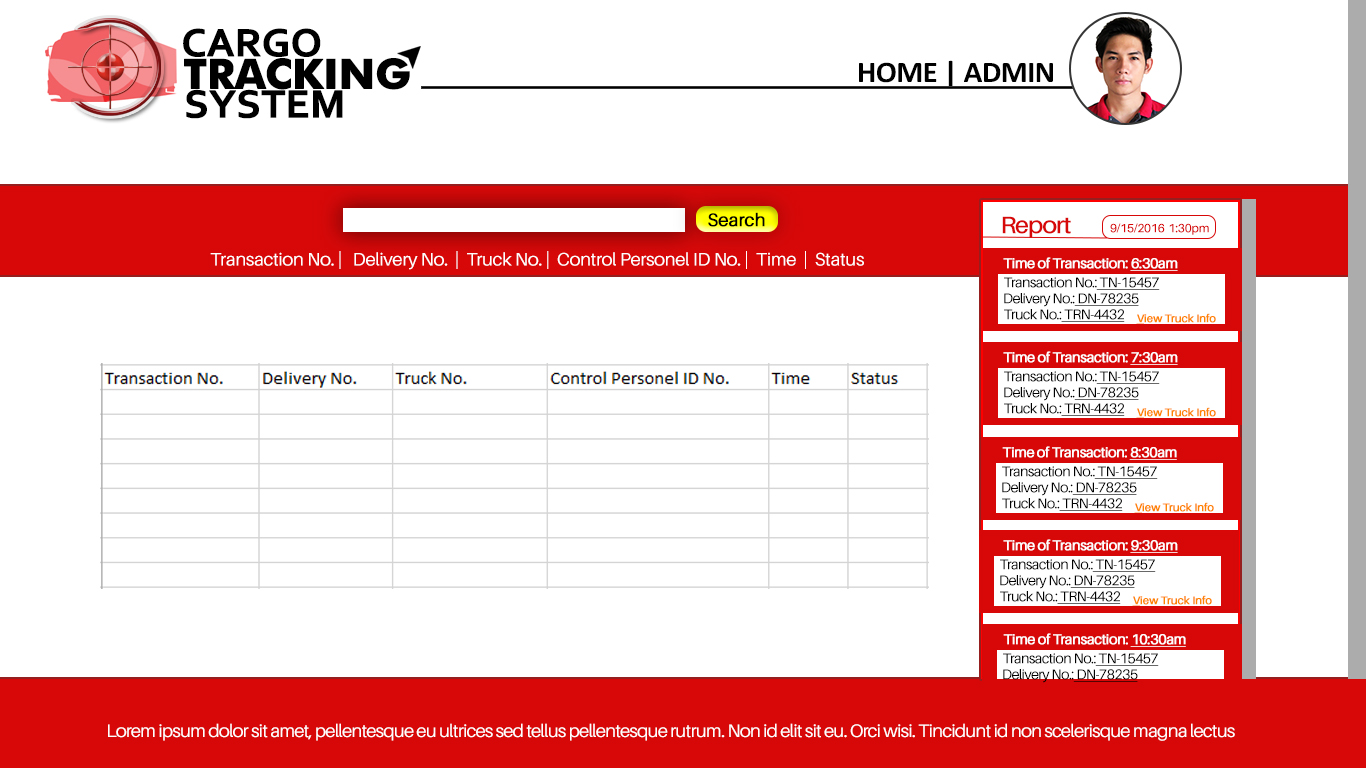 CARGO
TRACKING
SYSTEM
HOME | ADMIN
Search
Transaction No. | Delivery No. | Truck No. | Control Personel ID No. | Time | Status
Transaction No. Delivery No. Truck No. Control Personel ID No. Time Status
Report 9/15/2016 1:30pm
Time of Transaction: 6:30am
Transaction No.: TN-15457
Delivery No.: DN-78235
Truck No.: TRN-4432 View Truck Info
Time of Transaction: 7:30am
Transaction No.: TN-15457
Delivery No.: DN-78235
Truck No.: TRN-4432 View Truck Info
Time of Transaction: 8:30am
Transaction No.: TN-15457
Delivery No.: DN-78235
Truck No.: TRN-4432 View Truck Info
Time of Transaction: 9:30am
Transaction No.: TN-15457
Delivery No.: DN-78235
Truck No.: TRN-4432 View Truck Info
Time of Transaction: 10:30am
Transaction No.: TN-15457
Delivery No.: DN-78235
Lorem ipsum dolor sit amet, pellentesque eu ultrices sed tellus pellentesque rutrum. Non id elit sit eu. Orci wisi. Tincidunt id non scelerisque magna lectus